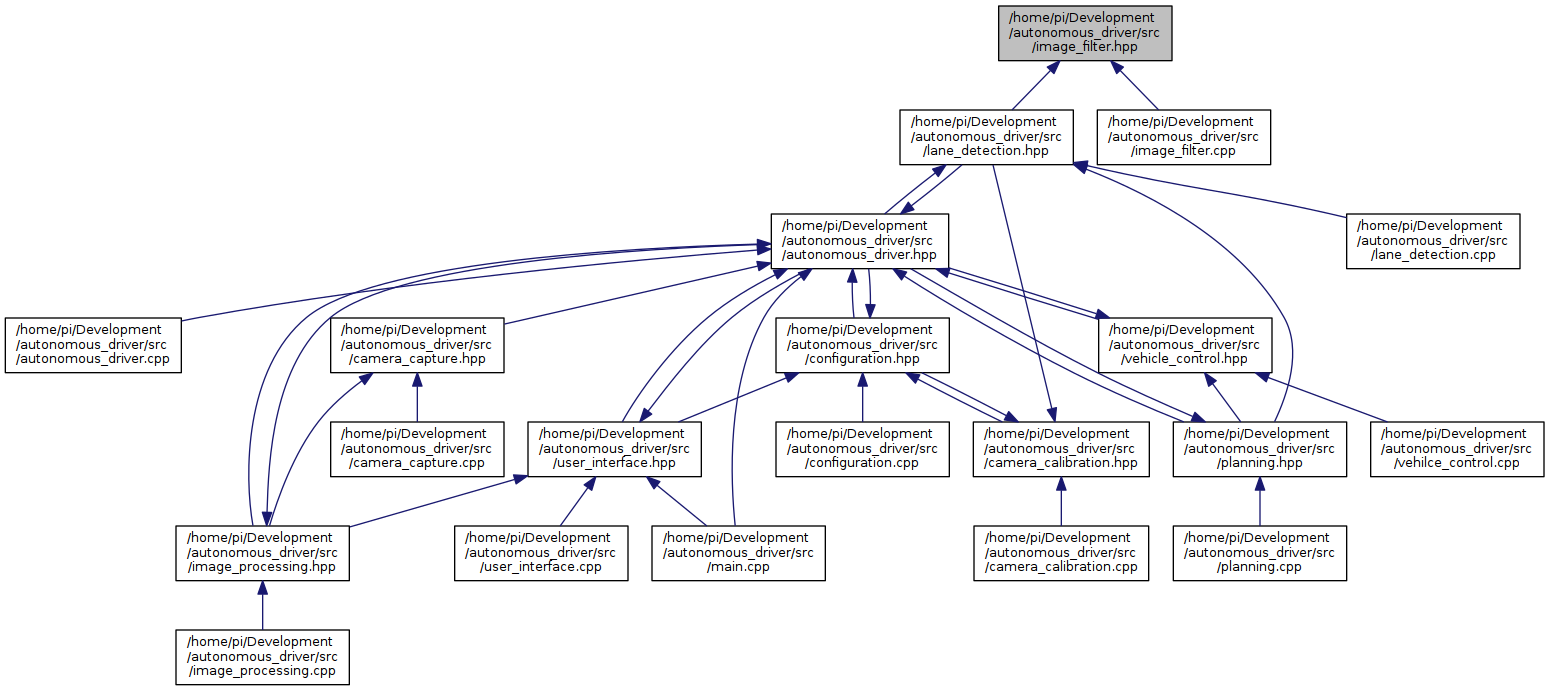 /home/pi/Development
/autonomous_driver/src
/image_filter.hpp
/home/pi/Development
/autonomous_driver/src
/lane_detection.hpp
/home/pi/Development
/autonomous_driver/src
/image_filter.cpp
/home/pi/Development
/autonomous_driver/src
/autonomous_driver.hpp
/home/pi/Development
/autonomous_driver/src
/lane_detection.cpp
/home/pi/Development
/autonomous_driver/src
/autonomous_driver.cpp
/home/pi/Development
/autonomous_driver/src
/camera_capture.hpp
/home/pi/Development
/autonomous_driver/src
/configuration.hpp
/home/pi/Development
/autonomous_driver/src
/vehicle_control.hpp
/home/pi/Development
/autonomous_driver/src
/camera_capture.cpp
/home/pi/Development
/autonomous_driver/src
/user_interface.hpp
/home/pi/Development
/autonomous_driver/src
/configuration.cpp
/home/pi/Development
/autonomous_driver/src
/camera_calibration.hpp
/home/pi/Development
/autonomous_driver/src
/planning.hpp
/home/pi/Development
/autonomous_driver/src
/vehilce_control.cpp
/home/pi/Development
/autonomous_driver/src
/image_processing.hpp
/home/pi/Development
/autonomous_driver/src
/user_interface.cpp
/home/pi/Development
/autonomous_driver/src
/main.cpp
/home/pi/Development
/autonomous_driver/src
/camera_calibration.cpp
/home/pi/Development
/autonomous_driver/src
/planning.cpp
/home/pi/Development
/autonomous_driver/src
/image_processing.cpp